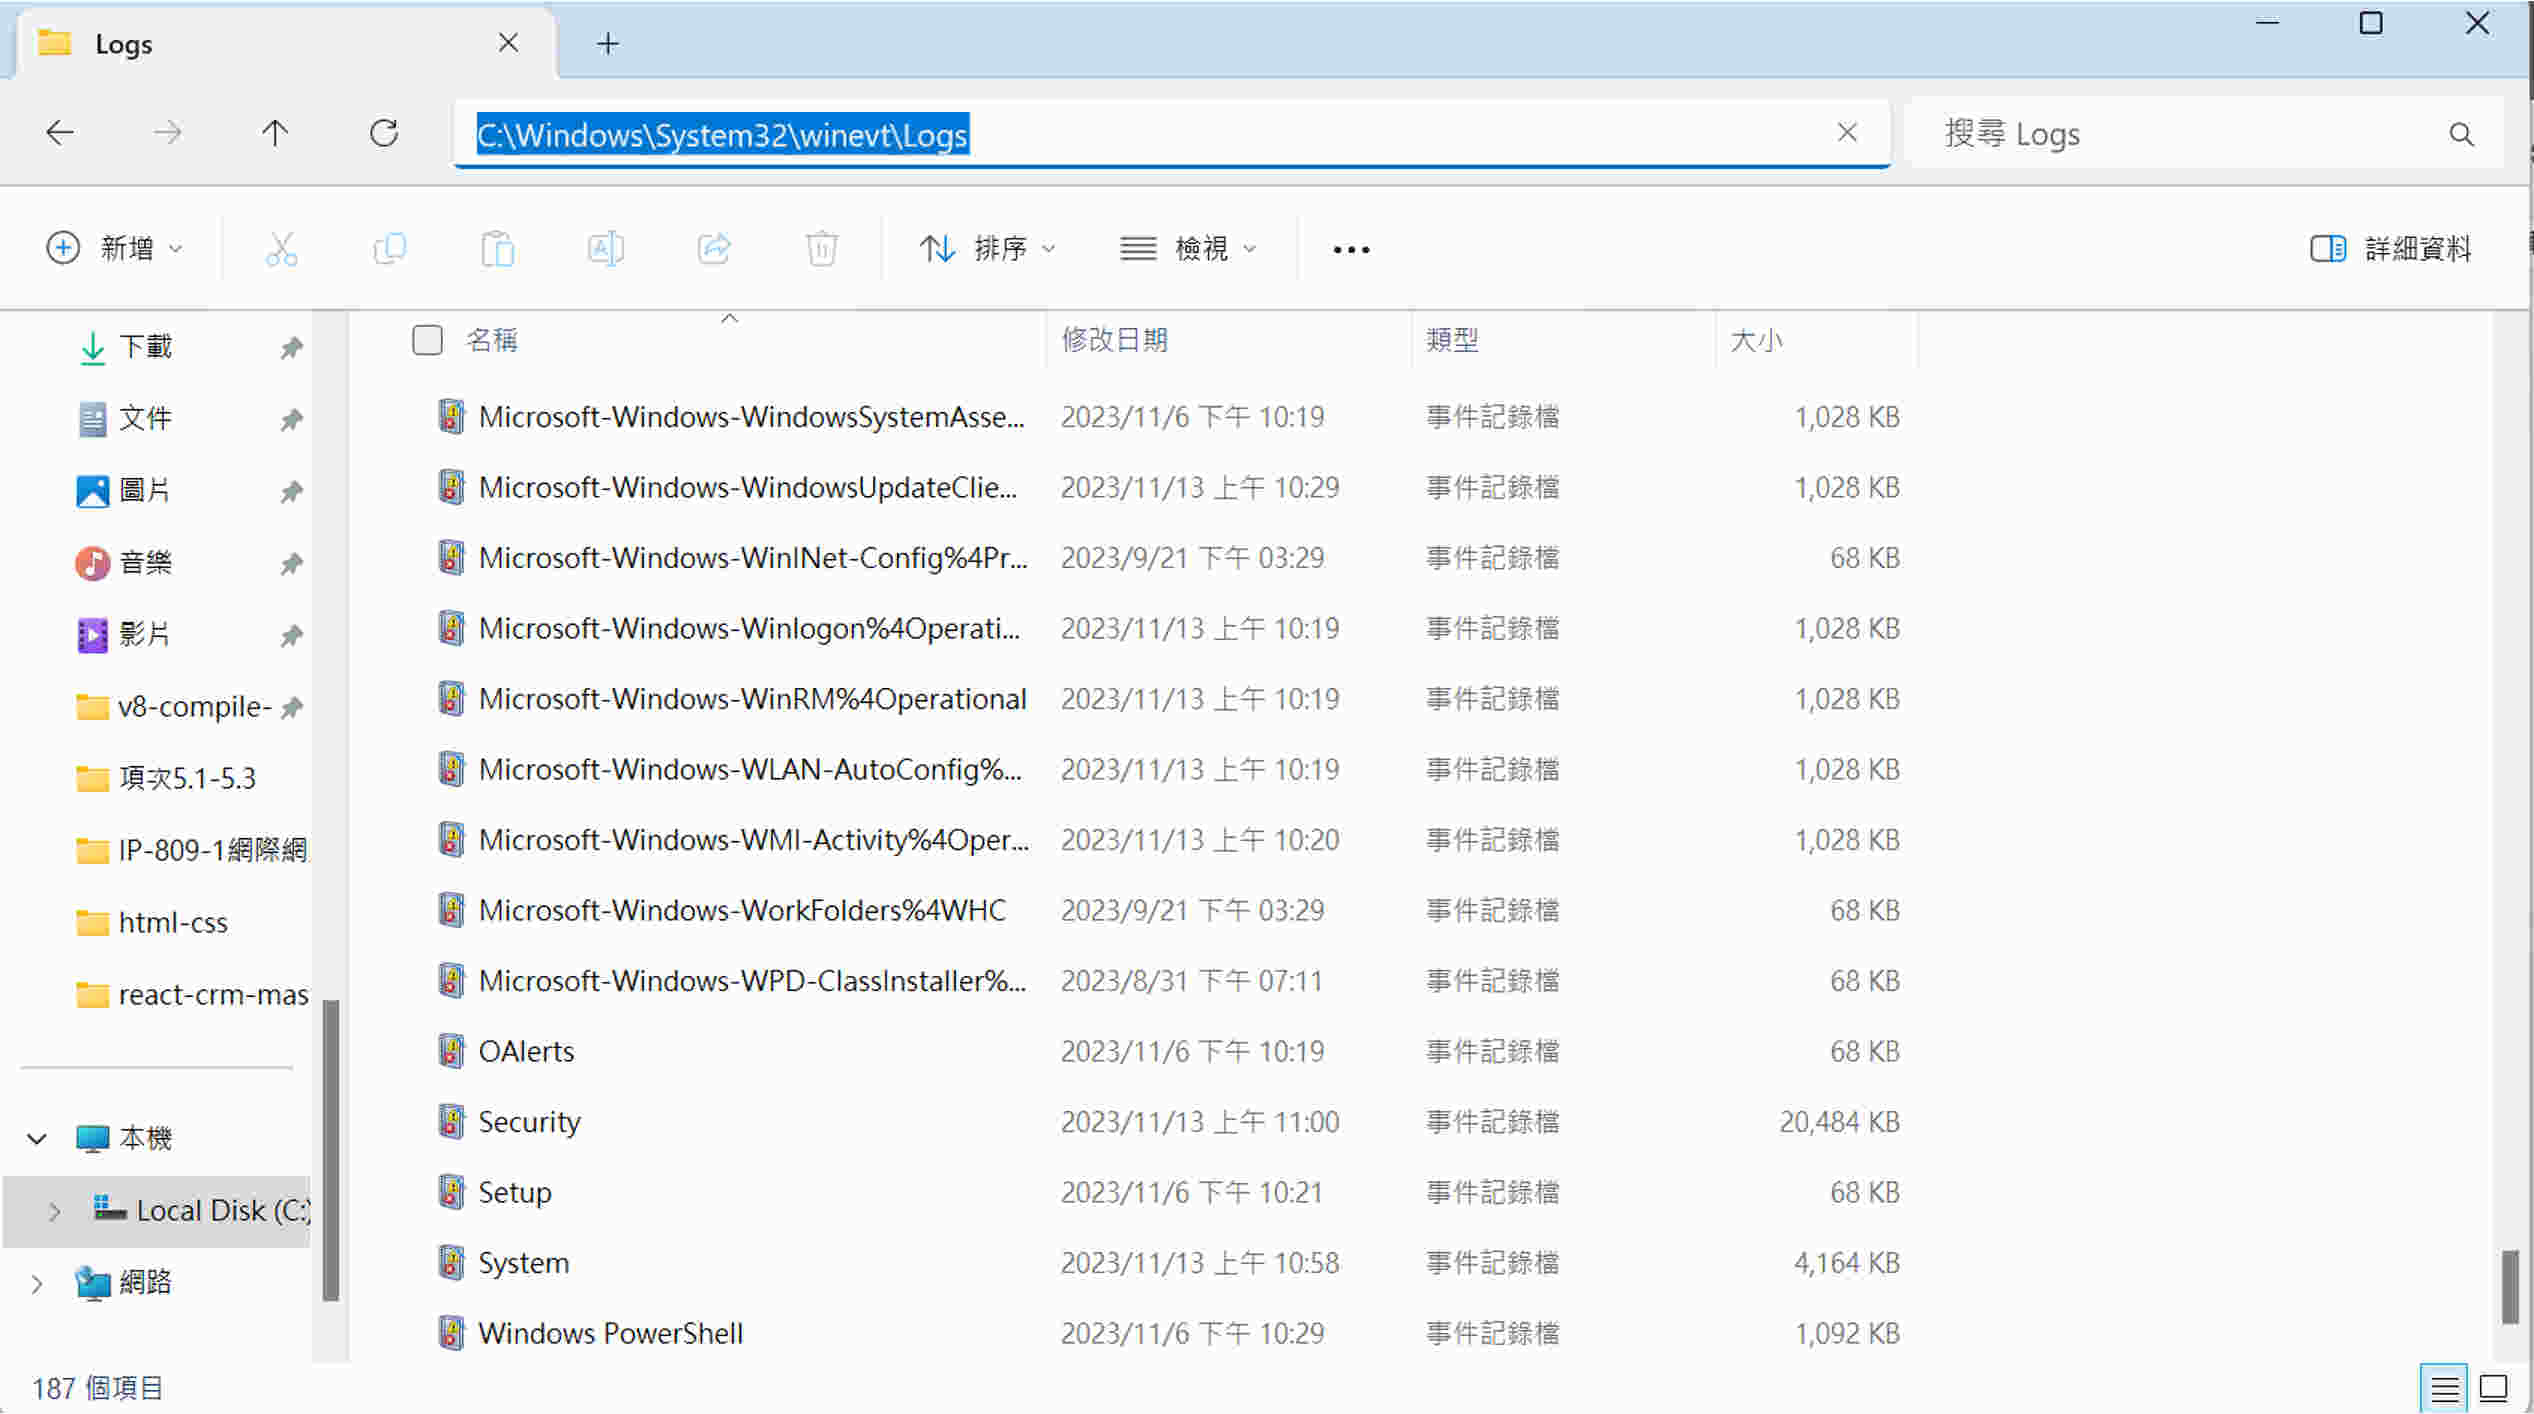 Logs
C:\Windows\System32\winevt\Logs
搜尋 Logs
新增
排序
檢視
詳細資料
下載
文件
圖片
音樂
影片
v8-compile-
項次5.1-5.3
IP-809-1網際網
html-css
react-crm-mas
本機
Local Disk (C:)
網路
名稱 修改日期 類型 大小
Microsoft-Windows-WindowsSystemAsse... 2023/11/6 下午 10:19 事件記錄檔 1,028 KB
Microsoft-Windows-WindowsUpdateClie... 2023/11/13 上午 10:29 事件記錄檔 1,028 KB
Microsoft-Windows-WinINet-Config%4Pr... 2023/9/21 下午 03:29 事件記錄檔 68 KB
Microsoft-Windows-Winlogon%4Operati... 2023/11/13 上午 10:19 事件記錄檔 1,028 KB
Microsoft-Windows-WinRM%4Operational 2023/11/13 上午 10:19 事件記錄檔 1,028 KB
Microsoft-Windows-WLAN-AutoConfig%... 2023/11/13 上午 10:19 事件記錄檔 1,028 KB
Microsoft-Windows-WMI-Activity%4Oper... 2023/11/13 上午 10:20 事件記錄檔 1,028 KB
Microsoft-Windows-WorkFolders%4WHC 2023/9/21 下午 03:29 事件記錄檔 68 KB
Microsoft-Windows-WPD-ClassInstaller%... 2023/8/31 下午 07:11 事件記錄檔 68 KB
OAlerts 2023/11/6 下午 10:19 事件記錄檔 68 KB
Security 2023/11/13 上午 11:00 事件記錄檔 20,484 KB
Setup 2023/11/6 下午 10:21 事件記錄檔 68 KB
System 2023/11/13 上午 10:58 事件記錄檔 4,164 KB
Windows PowerShell 2023/11/6 下午 10:29 事件記錄檔 1,092 KB
187 個項目